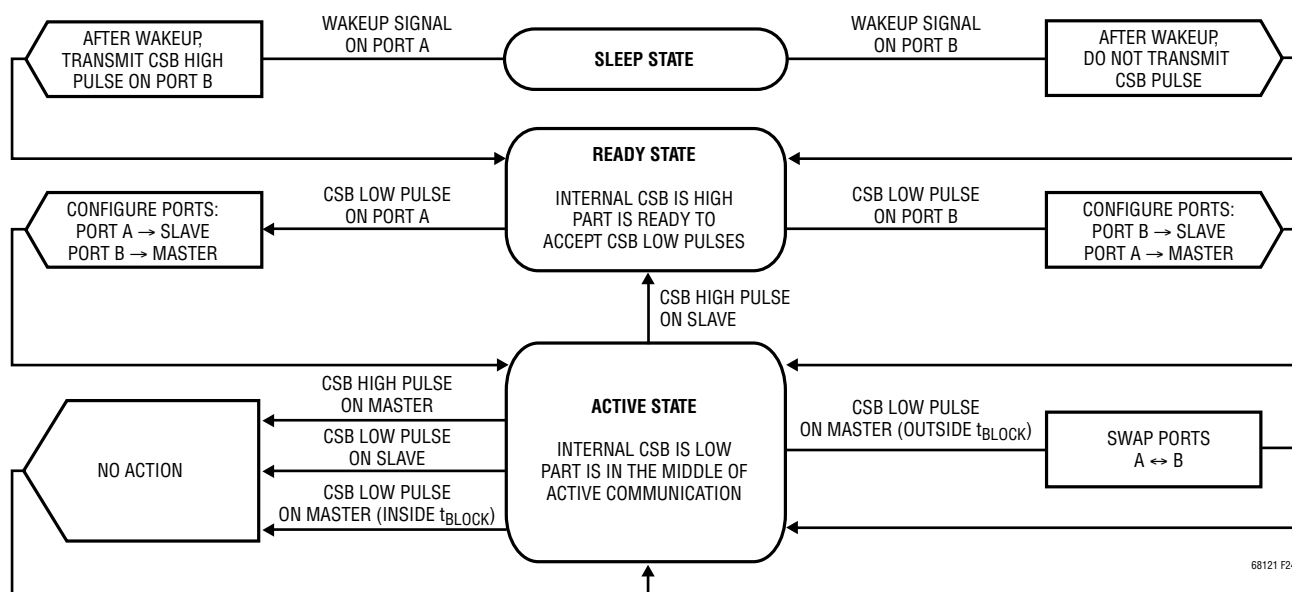 AFTER WAKEUP,
TRANSMIT CSB HIGH
PULSE ON PORT B
WAKEUP SIGNAL
ON PORT A
SLEEP STATE
WAKEUP SIGNAL
ON PORT B
AFTER WAKEUP,
DO NOT TRANSMIT
CSB PULSE
READY STATE
INTERNAL CSB IS HIGH
PART IS READY TO
ACCEPT CSB LOW PULSES
CONFIGURE PORTS:
PORT A → SLAVE
PORT B → MASTER
CSB LOW PULSE
ON PORT A
CSB LOW PULSE
ON PORT B
CONFIGURE PORTS:
PORT B → SLAVE
PORT A → MASTER
CSB HIGH PULSE
ON SLAVE
ACTIVE STATE
INTERNAL CSB IS LOW
PART IS IN THE MIDDLE OF
ACTIVE COMMUNICATION
NO ACTION
CSB HIGH PULSE
ON MASTER
CSB LOW PULSE
ON SLAVE
CSB LOW PULSE
ON MASTER (INSIDE tBLOCK)
CSB LOW PULSE
ON MASTER (OUTSIDE tBLOCK)
SWAP PORTS
A ↔ B
68121 F24